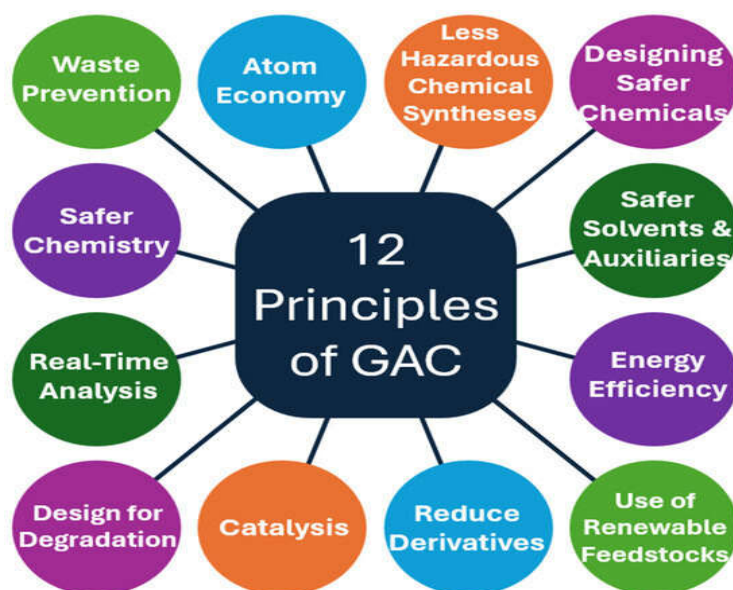 Waste
Prevention
Atom
Economy
Less
Hazardous
Chemical
Syntheses
Designing
Safer
Chemicals
Safer
Chemistry
12
Principles
of GAC
Safer
Solvents &
Auxiliaries
Real-Time
Analysis
Energy
Efficiency
Design for
Degradation
Catalysis
Reduce
Derivatives
Use of
Renewable
Feedstocks